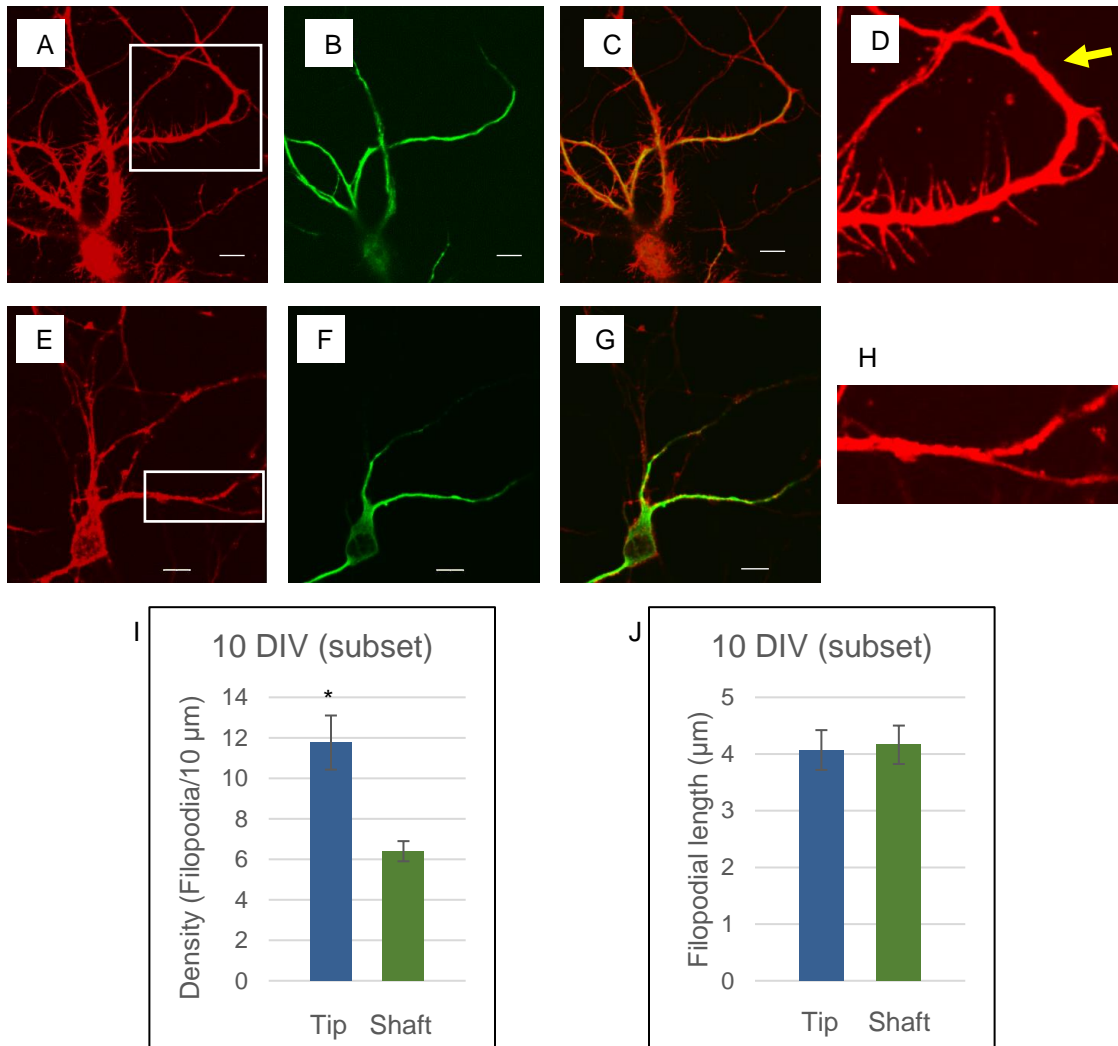 A
B
C
D
E
F
G
H
I
10 DIV (subset)
Density (Filopodia/10 µm)
14
12
10
8
6
4
2
0
*
Tip Shaft
J
10 DIV (subset)
Filopodial length (µm)
5
4
3
2
1
0
Tip Shaft